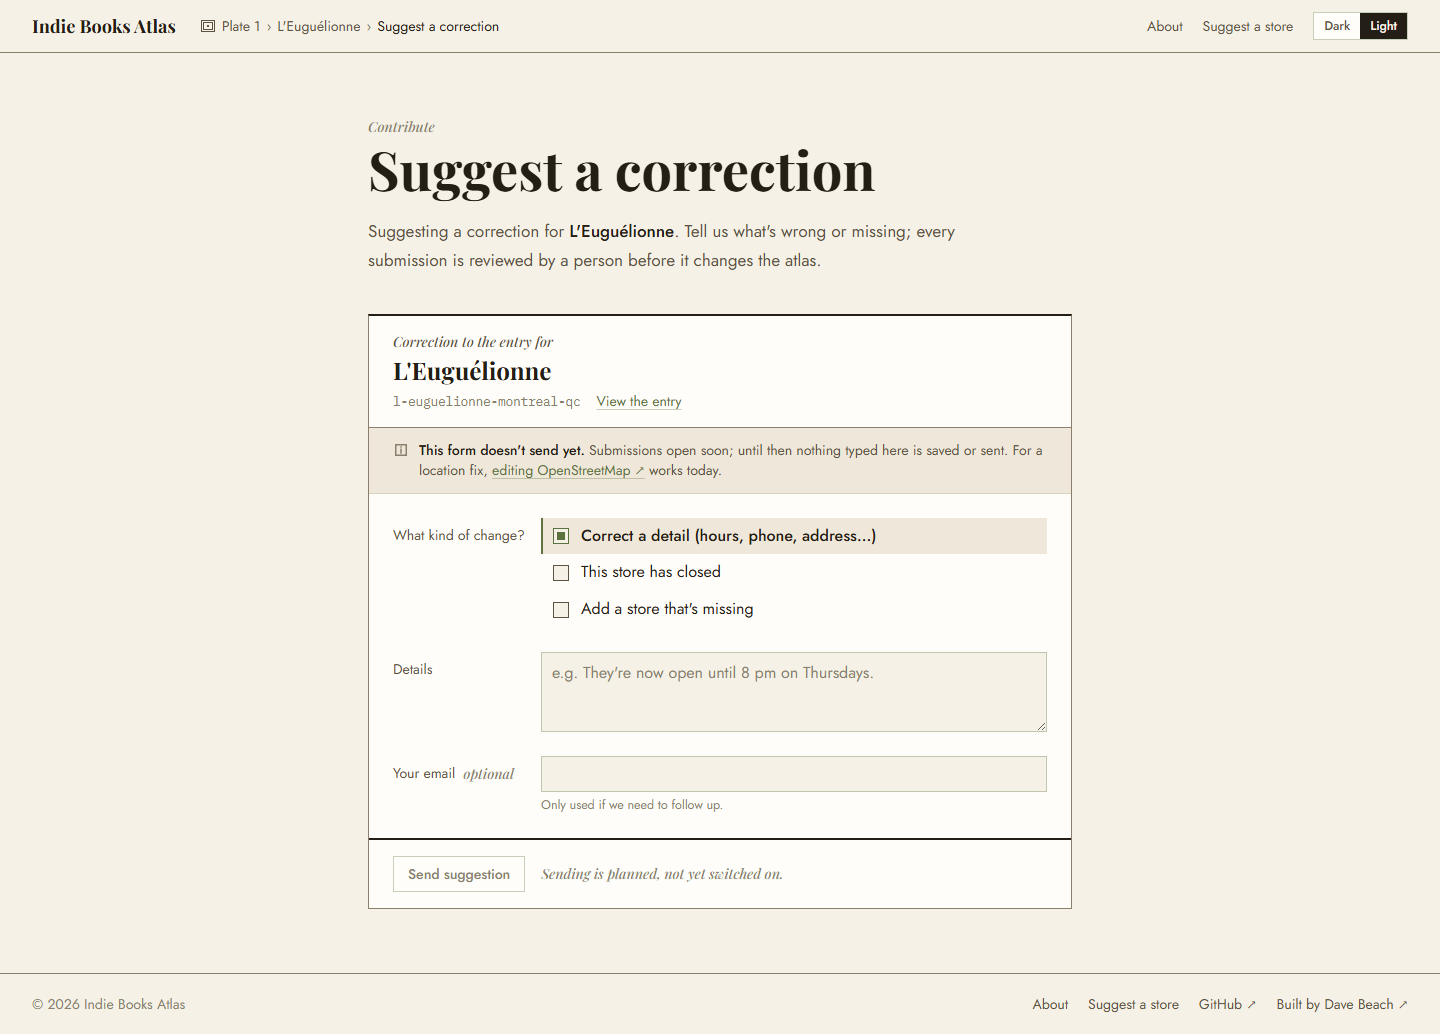 Indie Books Atlas
Plate 1 › L'Euguélionne › Suggest a correction
About
Suggest a store
Dark
Light
Contribute
Suggest a correction
Suggesting a correction for L'Euguélionne. Tell us what's wrong or missing; every
submission is reviewed by a person before it changes the atlas.
Correction to the entry for
L'Euguélionne
l-euguelionne-montreal-qc View the entry
This form doesn't send yet. Submissions open soon; until then nothing typed here is saved or sent. For a
location fix, editing OpenStreetMap ↗ works today.
What kind of change?
Correct a detail (hours, phone, address…)
This store has closed
Add a store that's missing
Details
e.g. They're now open until 8 pm on Thursdays.
Your email optional
Only used if we need to follow up.
Send suggestion
Sending is planned, not yet switched on.
© 2026 Indie Books Atlas
About
Suggest a store
GitHub ↗
Built by Dave Beach ↗